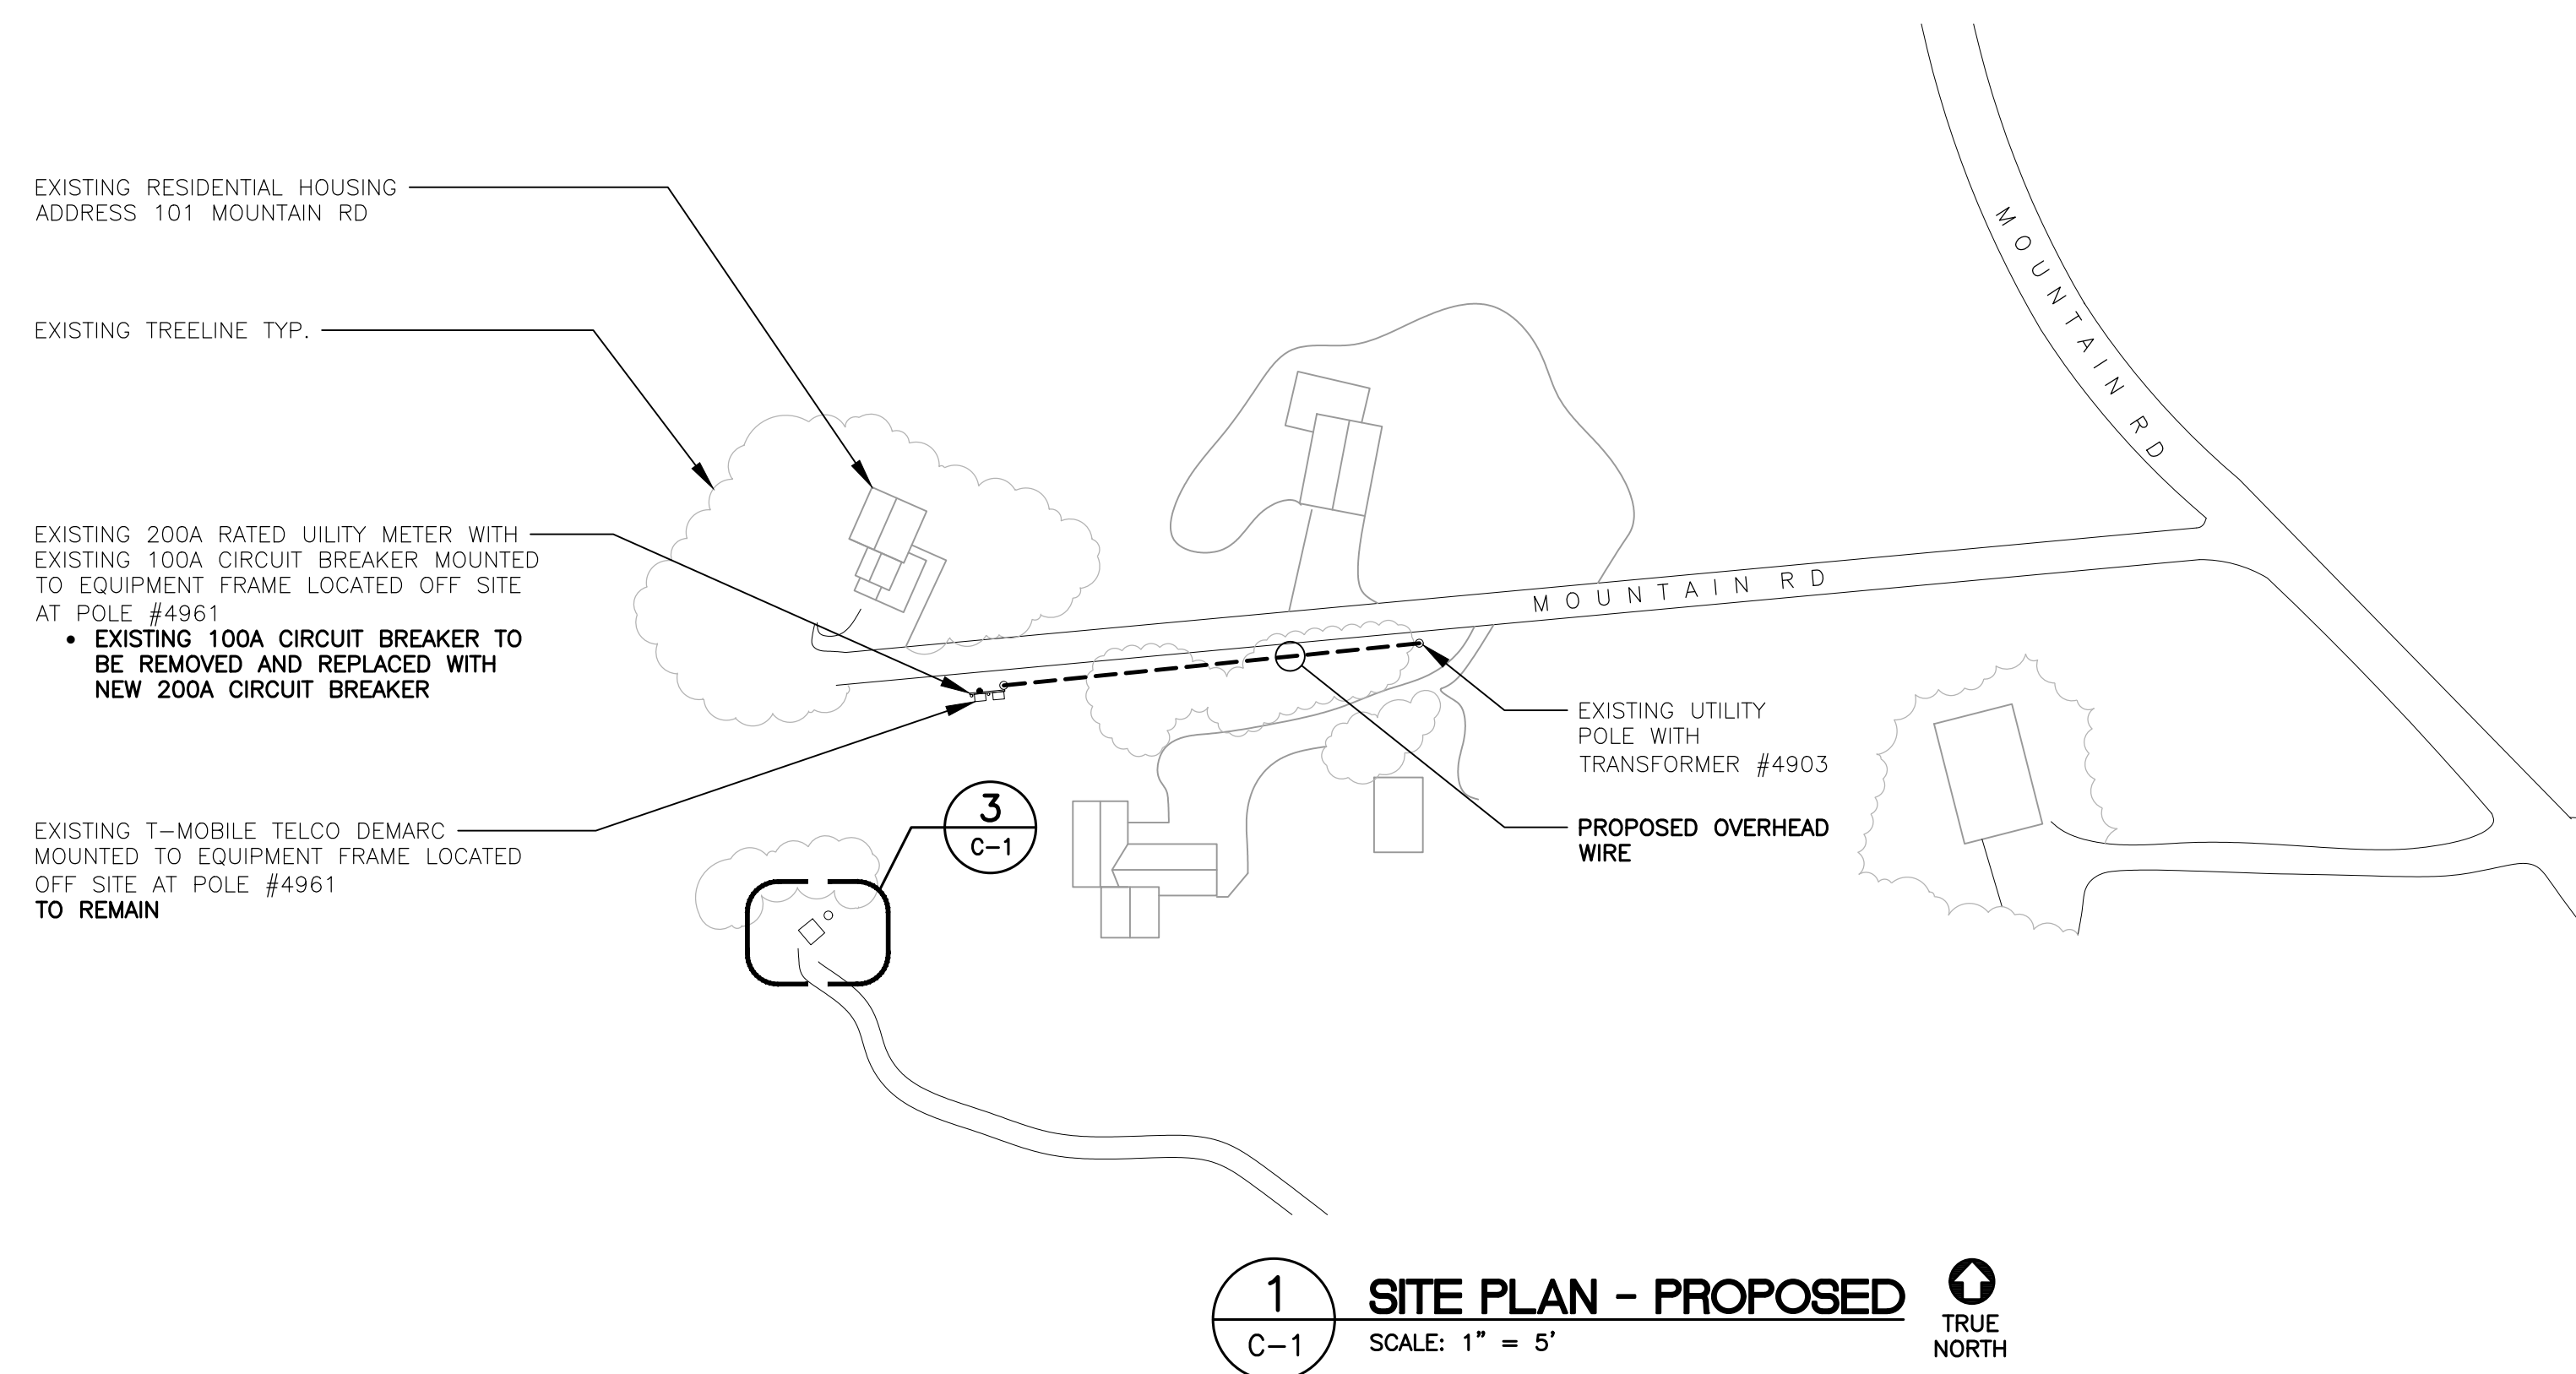 EXISTING RESIDENTIAL HOUSING
ADDRESS 101 MOUNTAIN RD
EXISTING TREELINE TYP.
EXISTING 200A RATED UILITY METER WITH
EXISTING 100A CIRCUIT BREAKER MOUNTED
TO EQUIPMENT FRAME LOCATED OFF SITE
AT POLE #4961
• EXISTING 100A CIRCUIT BREAKER TO
BE REMOVED AND REPLACED WITH
NEW 200A CIRCUIT BREAKER
EXISTING T-MOBILE TELCO DEMARC
MOUNTED TO EQUIPMENT FRAME LOCATED
OFF SITE AT POLE #4961
TO REMAIN
3
C-1
MOUNTAIN RD
MOUNTAIN RD
EXISTING UTILITY
POLE WITH
TRANSFORMER #4903
PROPOSED OVERHEAD
WIRE
1
C-1
SITE PLAN - PROPOSED
SCALE: 1" = 5'
TRUE
NORTH